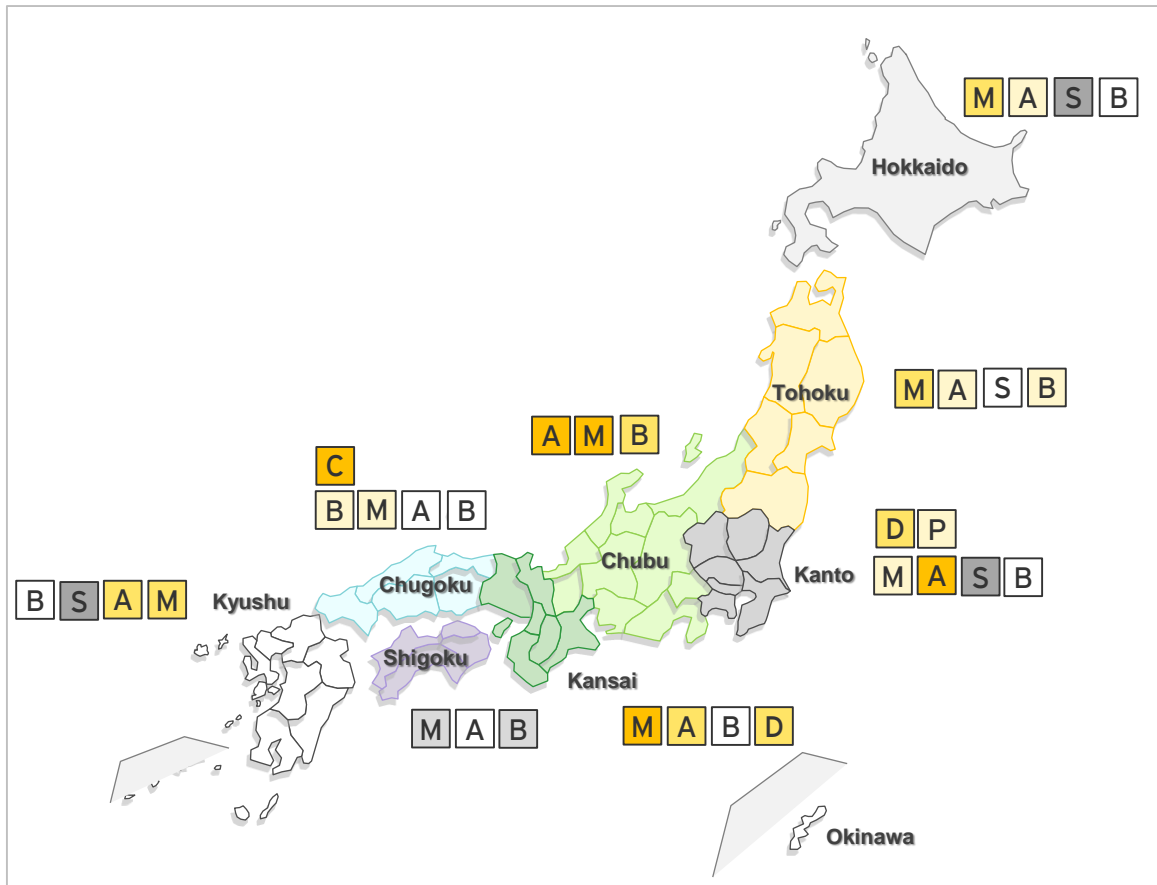 M A S B
Hokkaido
M A S B
Tohoku
A M B
C
B M A B
D P
M A S B
Chubu
Kanto
Chugoku
B S A M
Kyushu
Shigoku
Kansai
M A B
M A B D
Okinawa